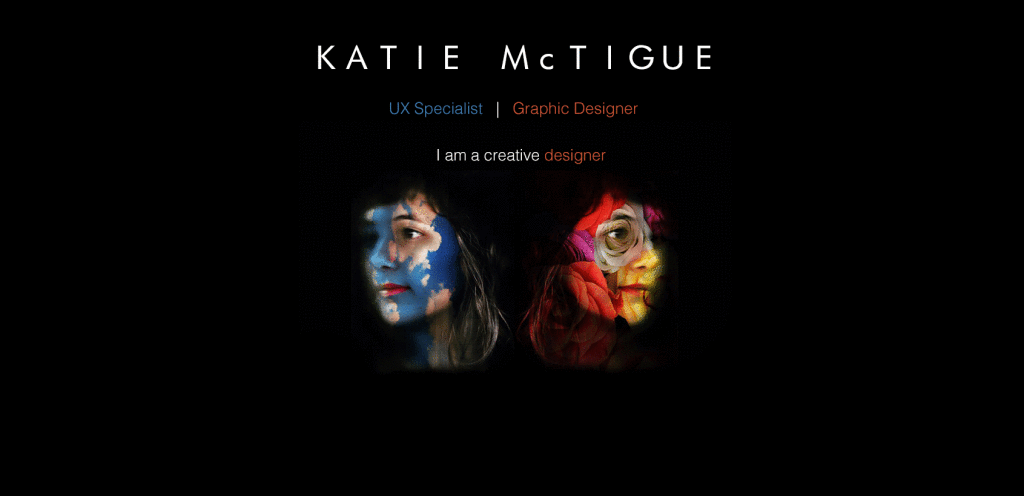 KATIE McTIGUE
UX Specialist | Graphic Designer
I am a creative designer